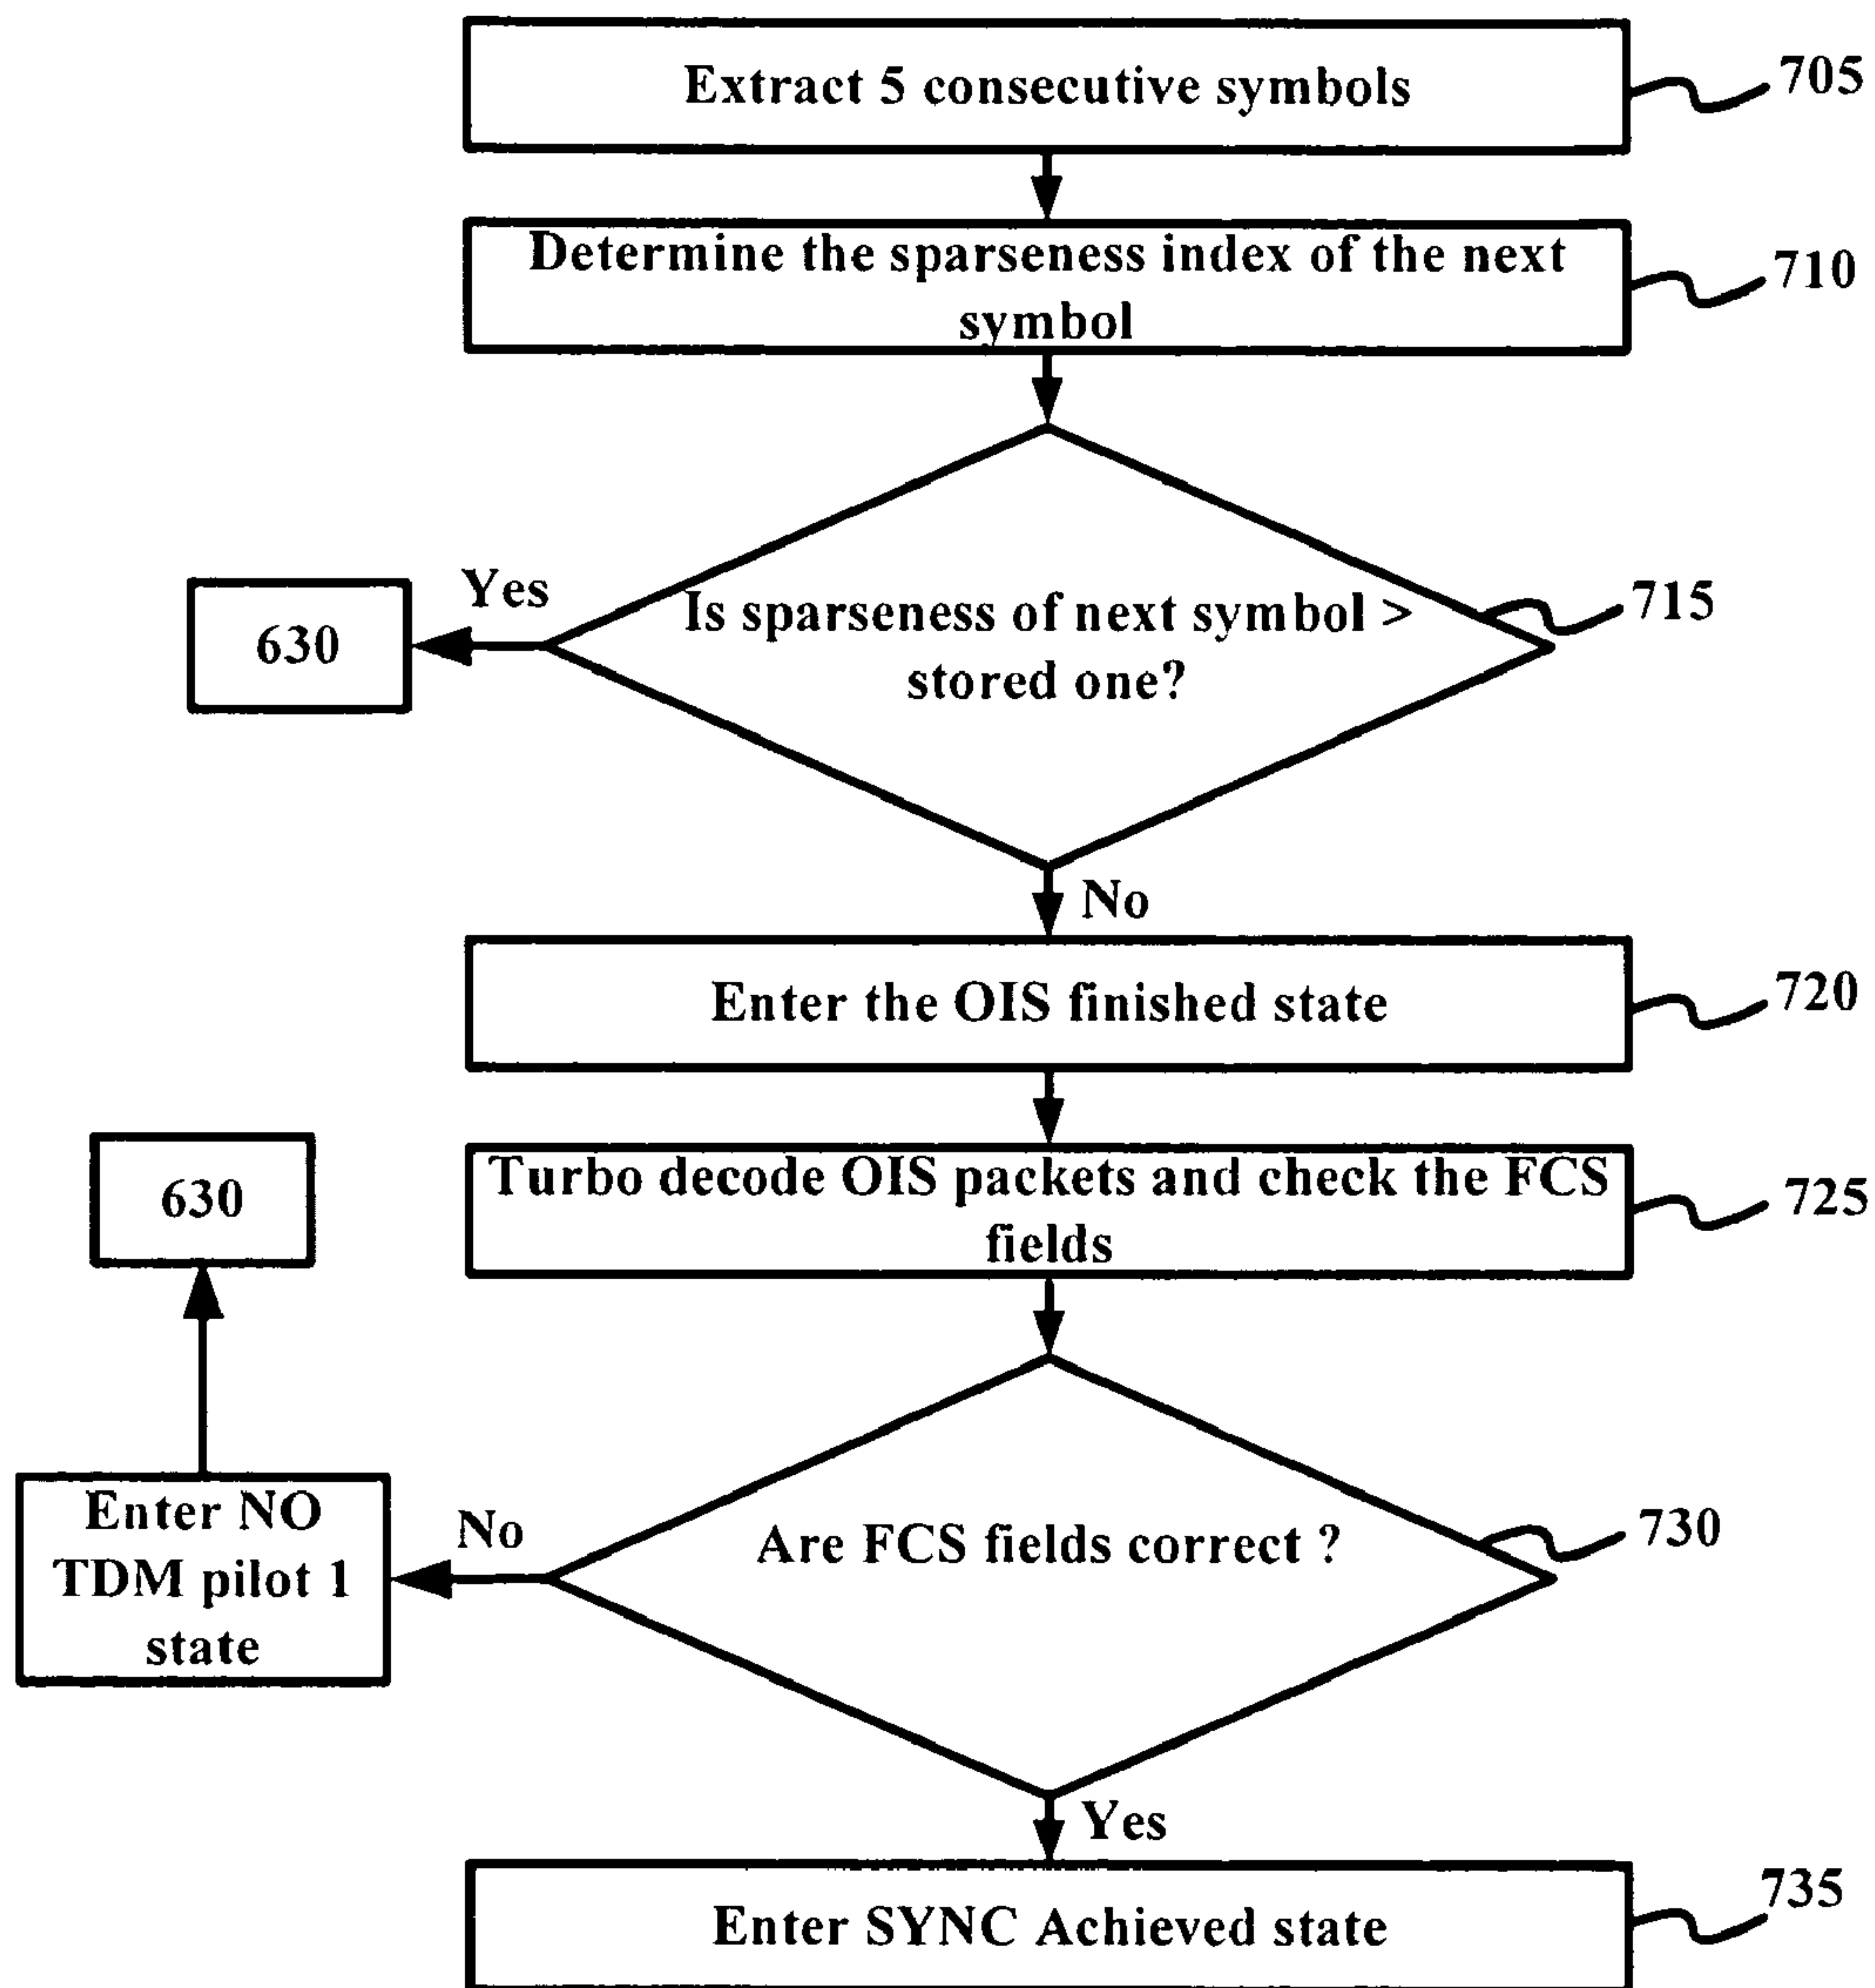 Extract 5 consecutive symbols
705
Determine the sparseness index of the next
symbol
710
Yes
630
Is sparseness of next symbol >
stored one?
715
No
Enter the OIS finished state
720
630
Turbo decode OIS packets and check the FCS
fields
725
Enter NO
TDM pilot 1
state
No
Are FCS fields correct ?
730
Yes
Enter SYNC Achieved state
735